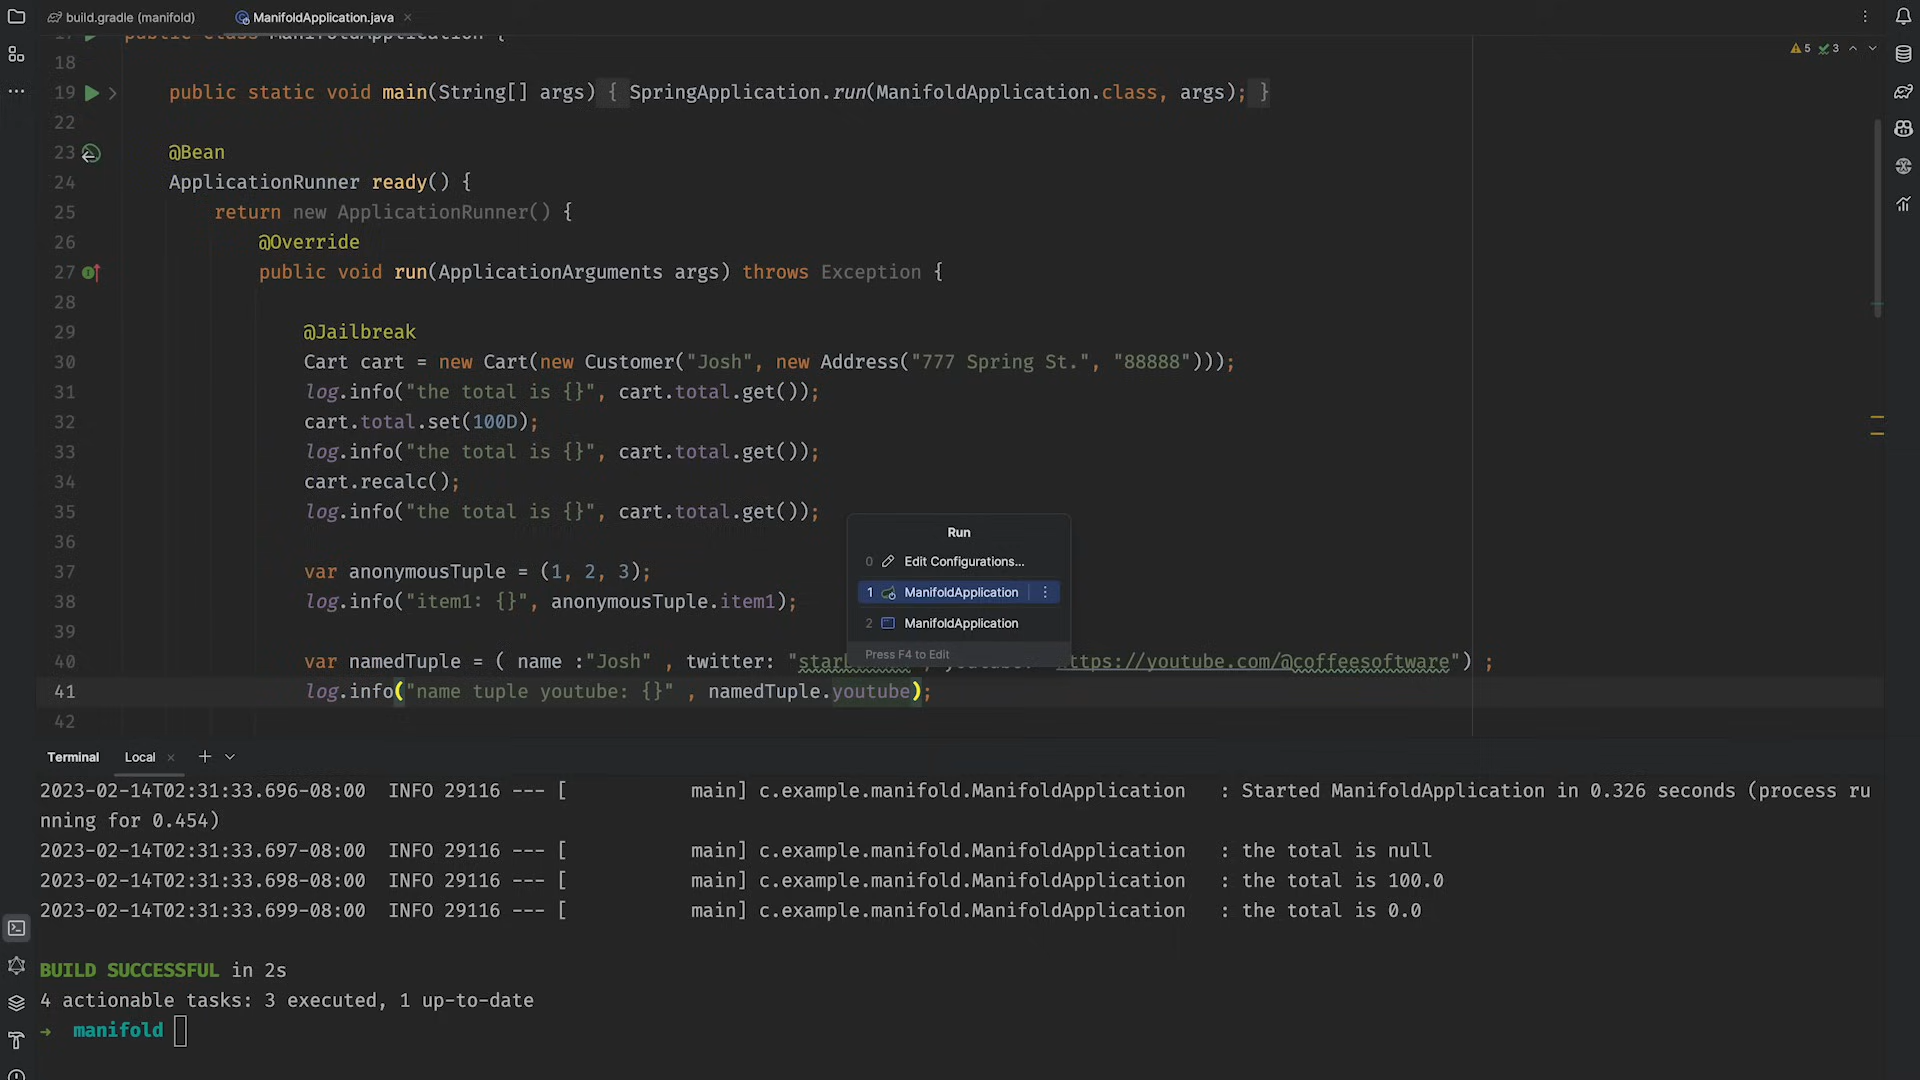 build.gradle (manifold)
ManifoldApplication.java
18
19 public static void main(String[] args) { SpringApplication.run(ManifoldApplication.class, args); }
5 3
22
23 @Bean
24 ApplicationRunner ready() {
25 return new ApplicationRunner() {
26 @Override
27 public void run(ApplicationArguments args) throws Exception {
28
29 @Jailbreak
30 Cart cart = new Cart(new Customer("Josh", new Address("777 Spring St.", "88888")));
31 log.info("the total is {}", cart.total.get());
32 cart.total.set(100D);
33 log.info("the total is {}", cart.total.get());
34 cart.recalc();
35 log.info("the total is {}", cart.total.get());
36
37 var anonymousTuple = (1, 2, 3);
38 log.info("item1: {}", anonymousTuple.item1);
39
40 var namedTuple = ( name :"Josh" , twitter: " https://youtube.com/@coffeesoftware") ;
41 log.info("name tuple youtube: {}" , namedTuple.youtube);
42
Run
0 Edit Configurations...
1 ManifoldApplication
2 ManifoldApplication
Press F4 to Edit
Terminal Local
2023-02-14T02:31:33.696-08:00 INFO 29116 --- [ main] c.example.manifold.ManifoldApplication : Started ManifoldApplication in 0.326 seconds (process ru
nning for 0.454)
2023-02-14T02:31:33.697-08:00 INFO 29116 --- [ main] c.example.manifold.ManifoldApplication : the total is null
2023-02-14T02:31:33.698-08:00 INFO 29116 --- [ main] c.example.manifold.ManifoldApplication : the total is 100.0
2023-02-14T02:31:33.699-08:00 INFO 29116 --- [ main] c.example.manifold.ManifoldApplication : the total is 0.0
BUILD SUCCESSFUL in 2s
4 actionable tasks: 3 executed, 1 up-to-date
→ manifold